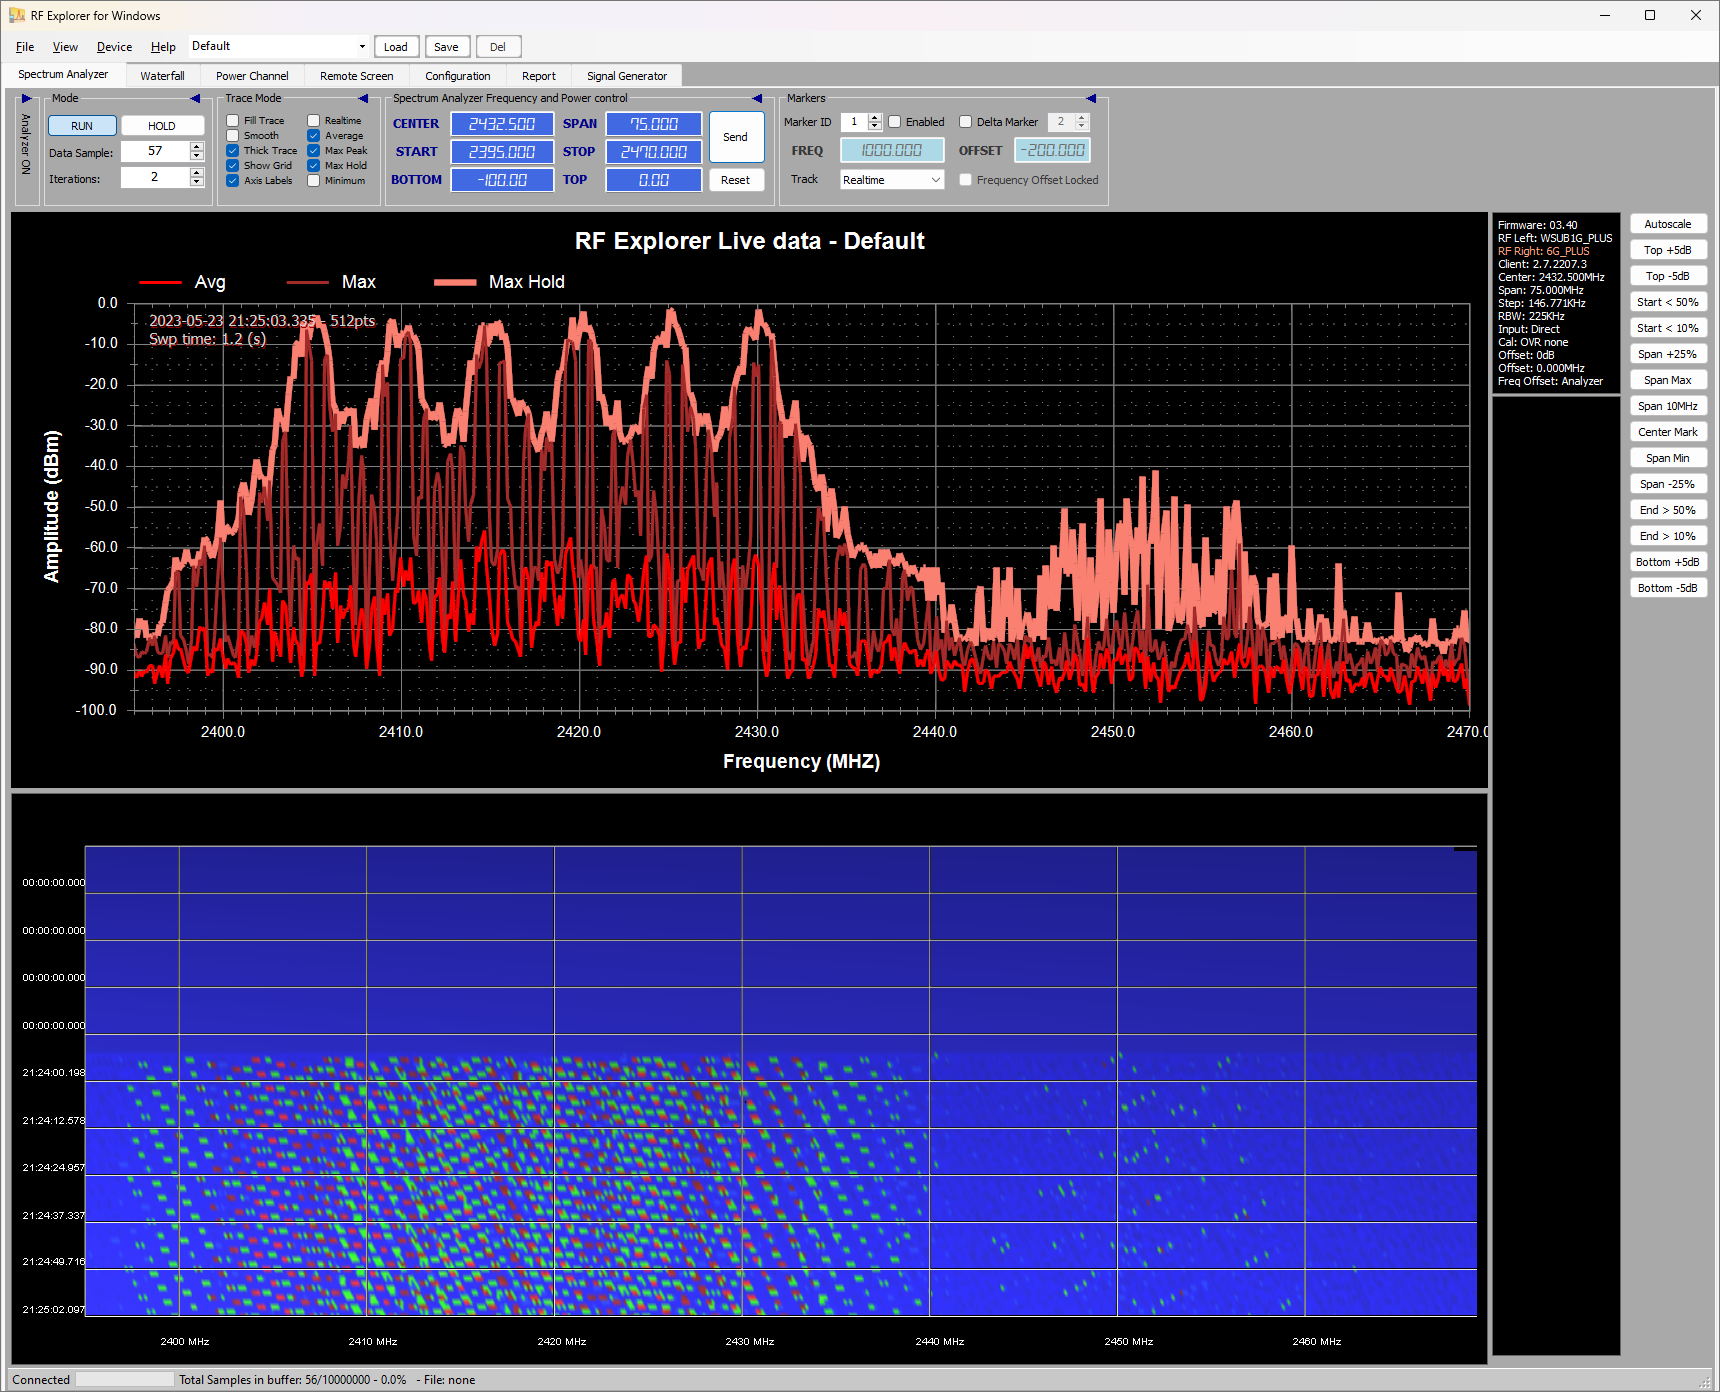 RF Explorer for Windows
File View Device Help Default Load Save Del
Spectrum Analyzer Waterfall Power Channel Remote Screen Configuration Report Signal Generator
Analyzer ON
Mode
RUN HOLD
Data Sample: 57
Iterations: 2
Trace Mode
Fill Trace Realtime
Smooth Average
Thick Trace Max Peak
Show Grid Max Hold
Axis Labels Minimum
Spectrum Analyzer Frequency and Power control
CENTER 2432.500 SPAN 75.000
START 2395.000 STOP 2470.000
BOTTOM -100.00 TOP 0.00
Send
Reset
Markers
Marker ID 1 Enabled Delta Marker 2
FREQ 1000.000 OFFSET -200.000
Track Realtime Frequency Offset Locked
RF Explorer Live data - Default
Avg Max Max Hold
2023-05-23 21:25:03.335 - 512pts
Swp time: 1.2 (s)
Amplitude (dBm)
0.0
-10.0
-20.0
-30.0
-40.0
-50.0
-60.0
-70.0
-80.0
-90.0
-100.0
2400.0 2410.0 2420.0 2430.0 2440.0 2450.0 2460.0 2470.0
Frequency (MHZ)
Firmware: 03.40
RF Left: WSUB1G_PLUS
RF Right: 6G_PLUS
Client: 2.7.2207.3
Center: 2432.500MHz
Span: 75.000MHz
Step: 146.771KHz
RBW: 225KHz
Input: Direct
Cal: OVR none
Offset: 0dB
Offset: 0.000MHz
Freq Offset: Analyzer
Autoscale
Top +5dB
Top -5dB
Start < 50%
Start < 10%
Span +25%
Span Max
Span 10MHz
Center Mark
Span Min
Span -25%
End > 50%
End > 10%
Bottom +5dB
Bottom -5dB
00:00:00.000
00:00:00.000
00:00:00.000
00:00:00.000
21:24:00.198
21:24:12.578
21:24:24.957
21:24:37.337
21:24:49.716
21:25:02.097
2400 MHz 2410 MHz 2420 MHz 2430 MHz 2440 MHz 2450 MHz 2460 MHz
Connected Total Samples in buffer: 56/10000000 - 0.0% - File: none